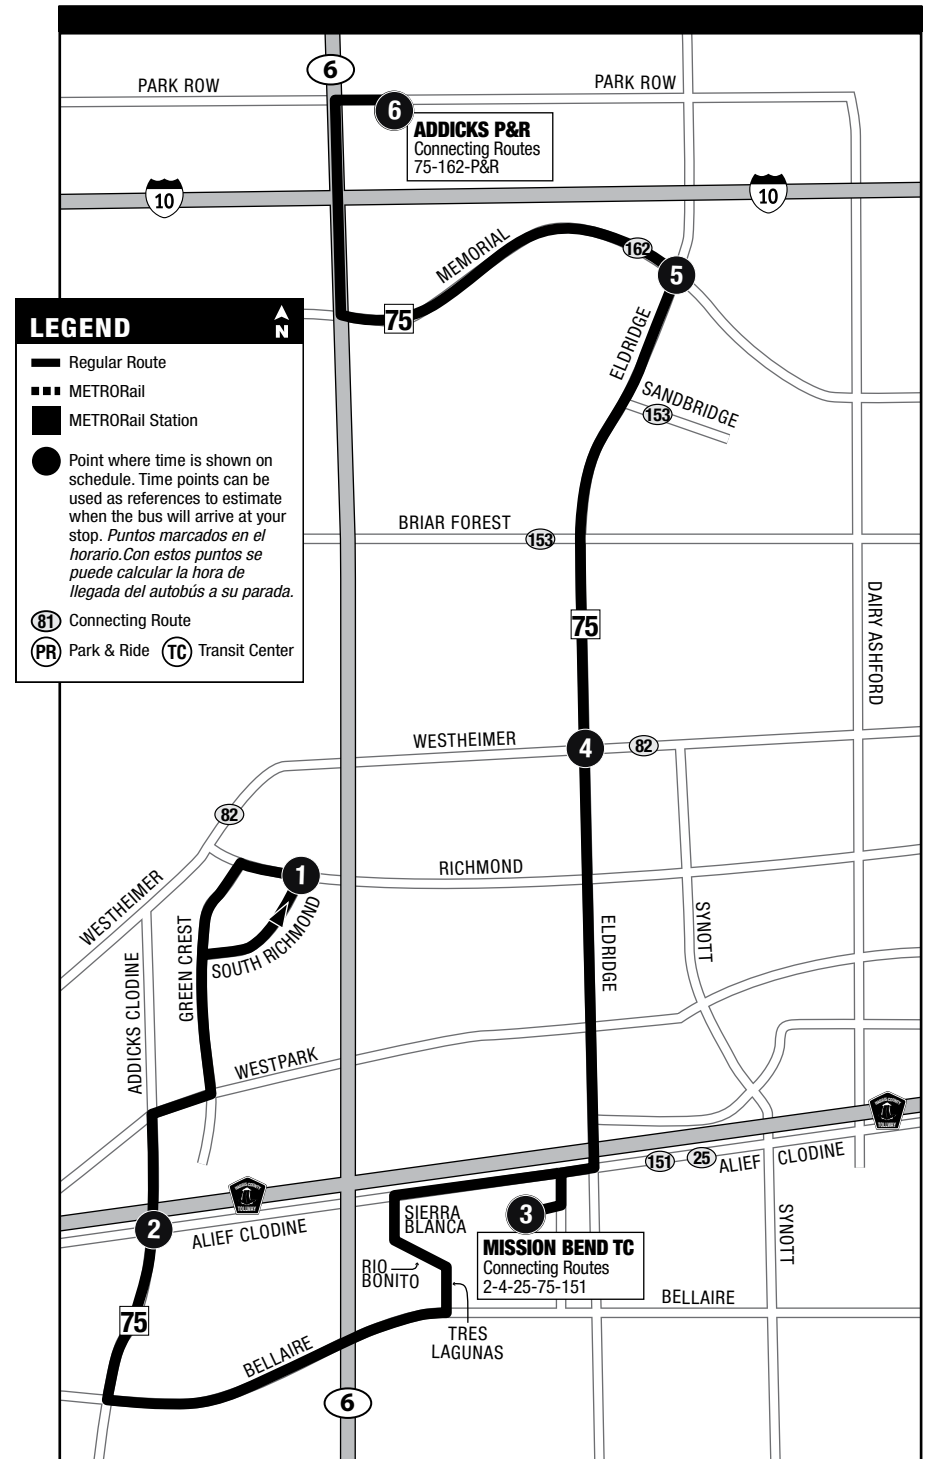 6
PARK ROW
PARK ROW
6
ADDICKS P&R
Connecting Routes
75-162-P&R
10
10
MEMORIAL
162
5
75
LEGEND
N
Regular Route
METRORail
METRORail Station
Point where time is shown on
schedule. Time points can be
used as references to estimate
when the bus will arrive at your
stop. Puntos marcados en el
horario.Con estos puntos se
puede calcular la hora de
llegada del autobús a su parada.
81 Connecting Route
PR Park & Ride TC Transit Center
ELDRIDGE
SANDBRIDGE
153
BRIAR FOREST
153
DAIRY ASHFORD
75
WESTHEIMER
4
82
82
RICHMOND
1
WESTHEIMER
GREEN CREST
SOUTH RICHMOND
ADDICKS CLODINE
ELDRIDGE
SYNOTT
WESTPARK
HARRIS COUNTY
TOLLWAY
151
25
ALIEF CLODINE
HARRIS COUNTY
TOLLWAY
2
ALIEF CLODINE
SIERRA
BLANCA
3
MISSION BEND TC
Connecting Routes
2-4-25-75-151
SYNOTT
RIO
BONITO
75
BELLAIRE
TRES
LAGUNAS
BELLAIRE
6